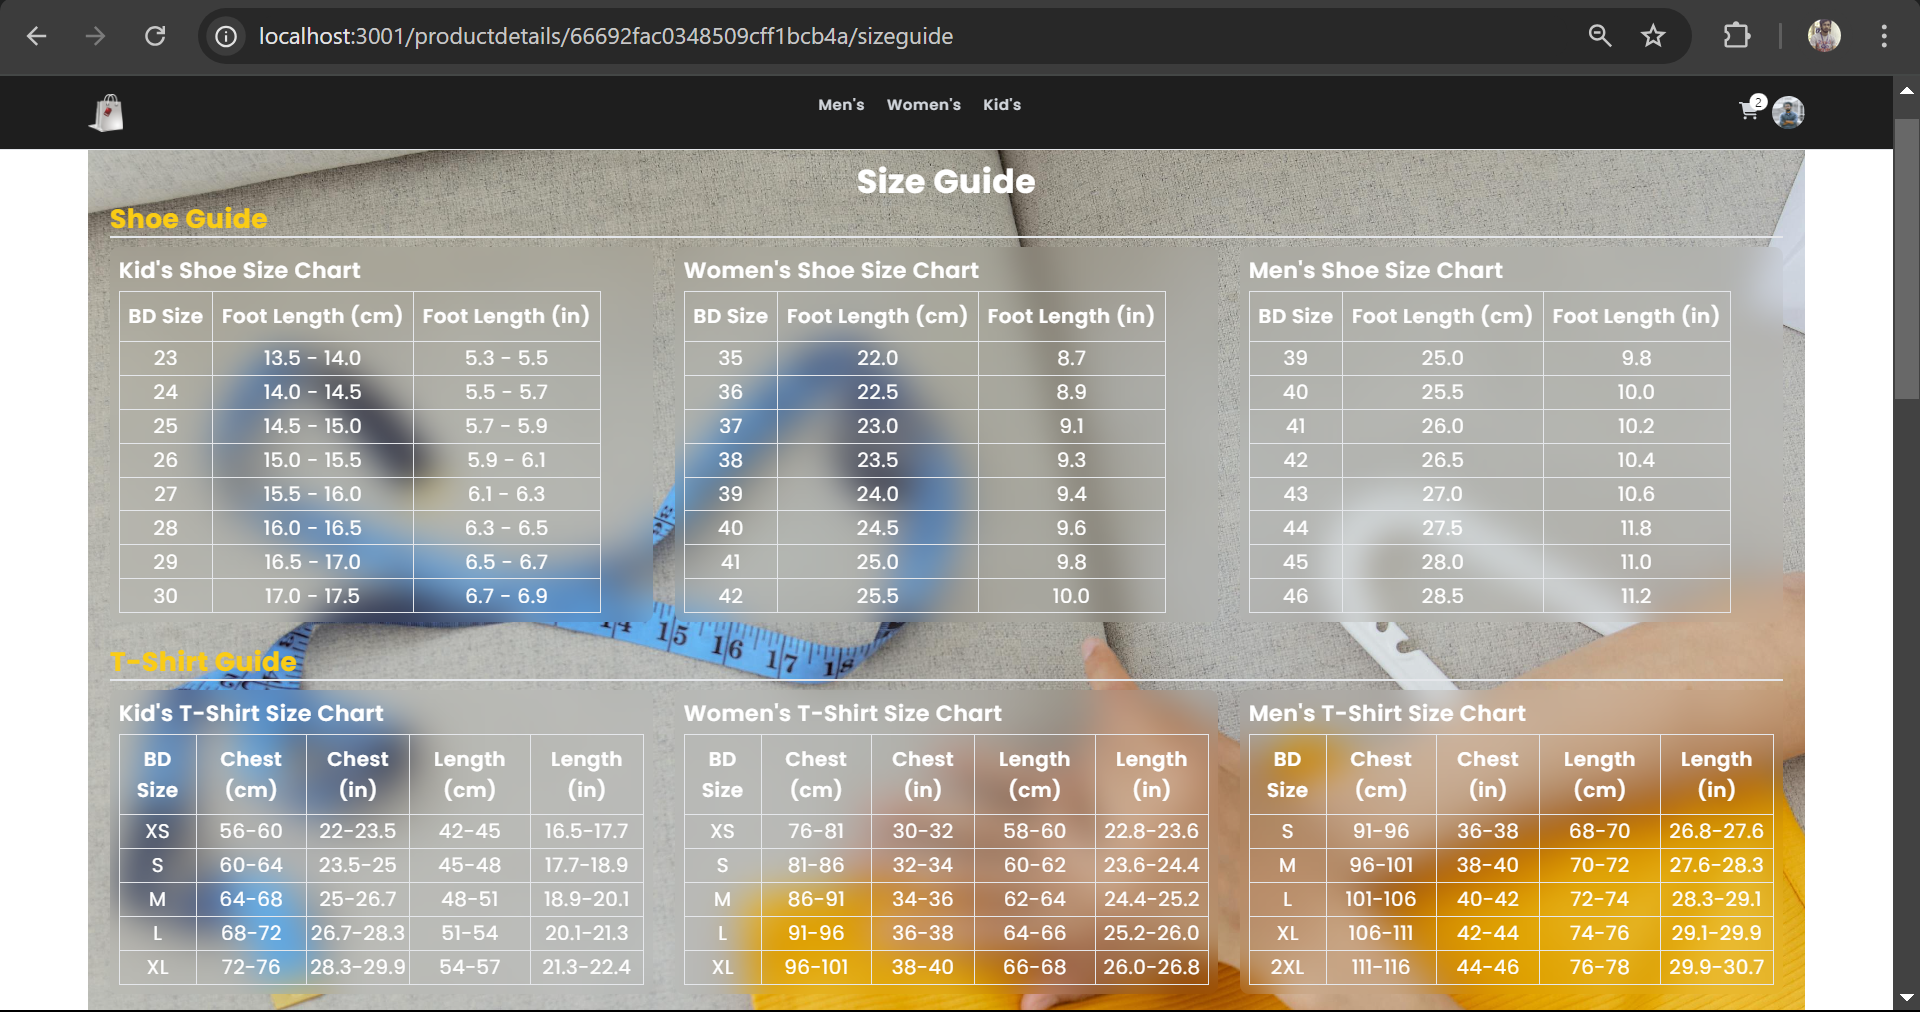 localhost:3001/productdetails/66692fac0348509cff1bcb4a/sizeguide
Men's Women's Kid's
2
Size Guide
Shoe Guide
Kid's Shoe Size Chart
BD Size Foot Length (cm) Foot Length (in)
23 13.5 - 14.0 5.3 - 5.5
24 14.0 - 14.5 5.5 - 5.7
25 14.5 - 15.0 5.7 - 5.9
26 15.0 - 15.5 5.9 - 6.1
27 15.5 - 16.0 6.1 - 6.3
28 16.0 - 16.5 6.3 - 6.5
29 16.5 - 17.0 6.5 - 6.7
30 17.0 - 17.5 6.7 - 6.9
Women's Shoe Size Chart
BD Size Foot Length (cm) Foot Length (in)
35 22.0 8.7
36 22.5 8.9
37 23.0 9.1
38 23.5 9.3
39 24.0 9.4
40 24.5 9.6
41 25.0 9.8
42 25.5 10.0
Men's Shoe Size Chart
BD Size Foot Length (cm) Foot Length (in)
39 25.0 9.8
40 25.5 10.0
41 26.0 10.2
42 26.5 10.4
43 27.0 10.6
44 27.5 11.8
45 28.0 11.0
46 28.5 11.2
14 15 16 17 18
T-Shirt Guide
Kid's T-Shirt Size Chart
BD Size Chest (cm) Chest (in) Length (cm) Length (in)
XS 56-60 22-23.5 42-45 16.5-17.7
S 60-64 23.5-25 45-48 17.7-18.9
M 64-68 25-26.7 48-51 18.9-20.1
L 68-72 26.7-28.3 51-54 20.1-21.3
XL 72-76 28.3-29.9 54-57 21.3-22.4
Women's T-Shirt Size Chart
BD Size Chest (cm) Chest (in) Length (cm) Length (in)
XS 76-81 30-32 58-60 22.8-23.6
S 81-86 32-34 60-62 23.6-24.4
M 86-91 34-36 62-64 24.4-25.2
L 91-96 36-38 64-66 25.2-26.0
XL 96-101 38-40 66-68 26.0-26.8
Men's T-Shirt Size Chart
BD Size Chest (cm) Chest (in) Length (cm) Length (in)
S 91-96 36-38 68-70 26.8-27.6
M 96-101 38-40 70-72 27.6-28.3
L 101-106 40-42 72-74 28.3-29.1
XL 106-111 42-44 74-76 29.1-29.9
2XL 111-116 44-46 76-78 29.9-30.7